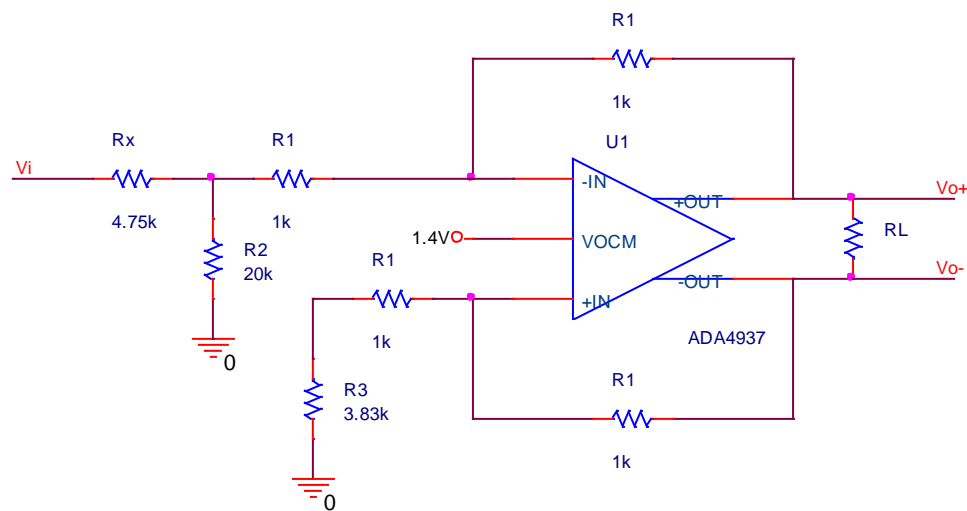 R1
1k
Rx
R1
U1
Vi
-IN
4.75k
1k
+OUT
Vo+
R2
20k
1.4V
VOCM
RL
R1
-OUT
Vo-
+IN
1k
ADA4937
0
R3
3.83k
R1
1k
0